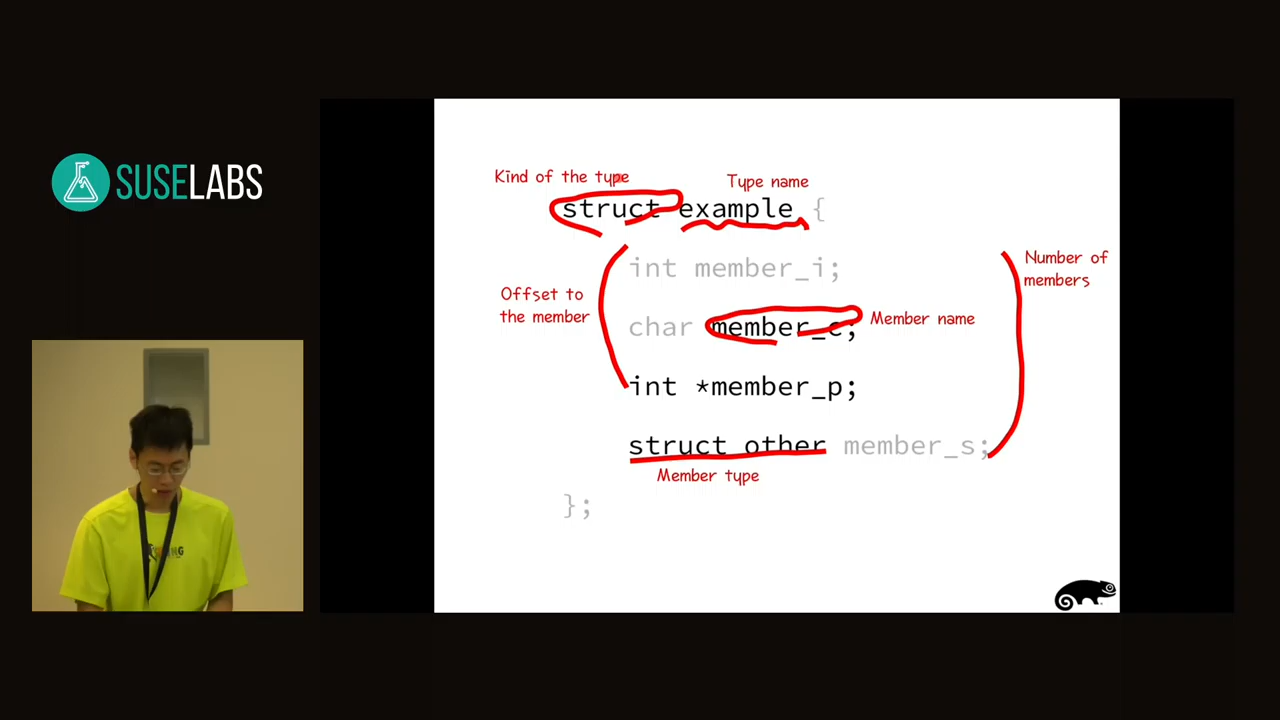 SUSELABS
Kind of the type
Type name
struct example {
int member_i;
Number of
members
Offset to
the member
char member_c;
Member name
int *member_p;
struct other member_s;
Member type
};